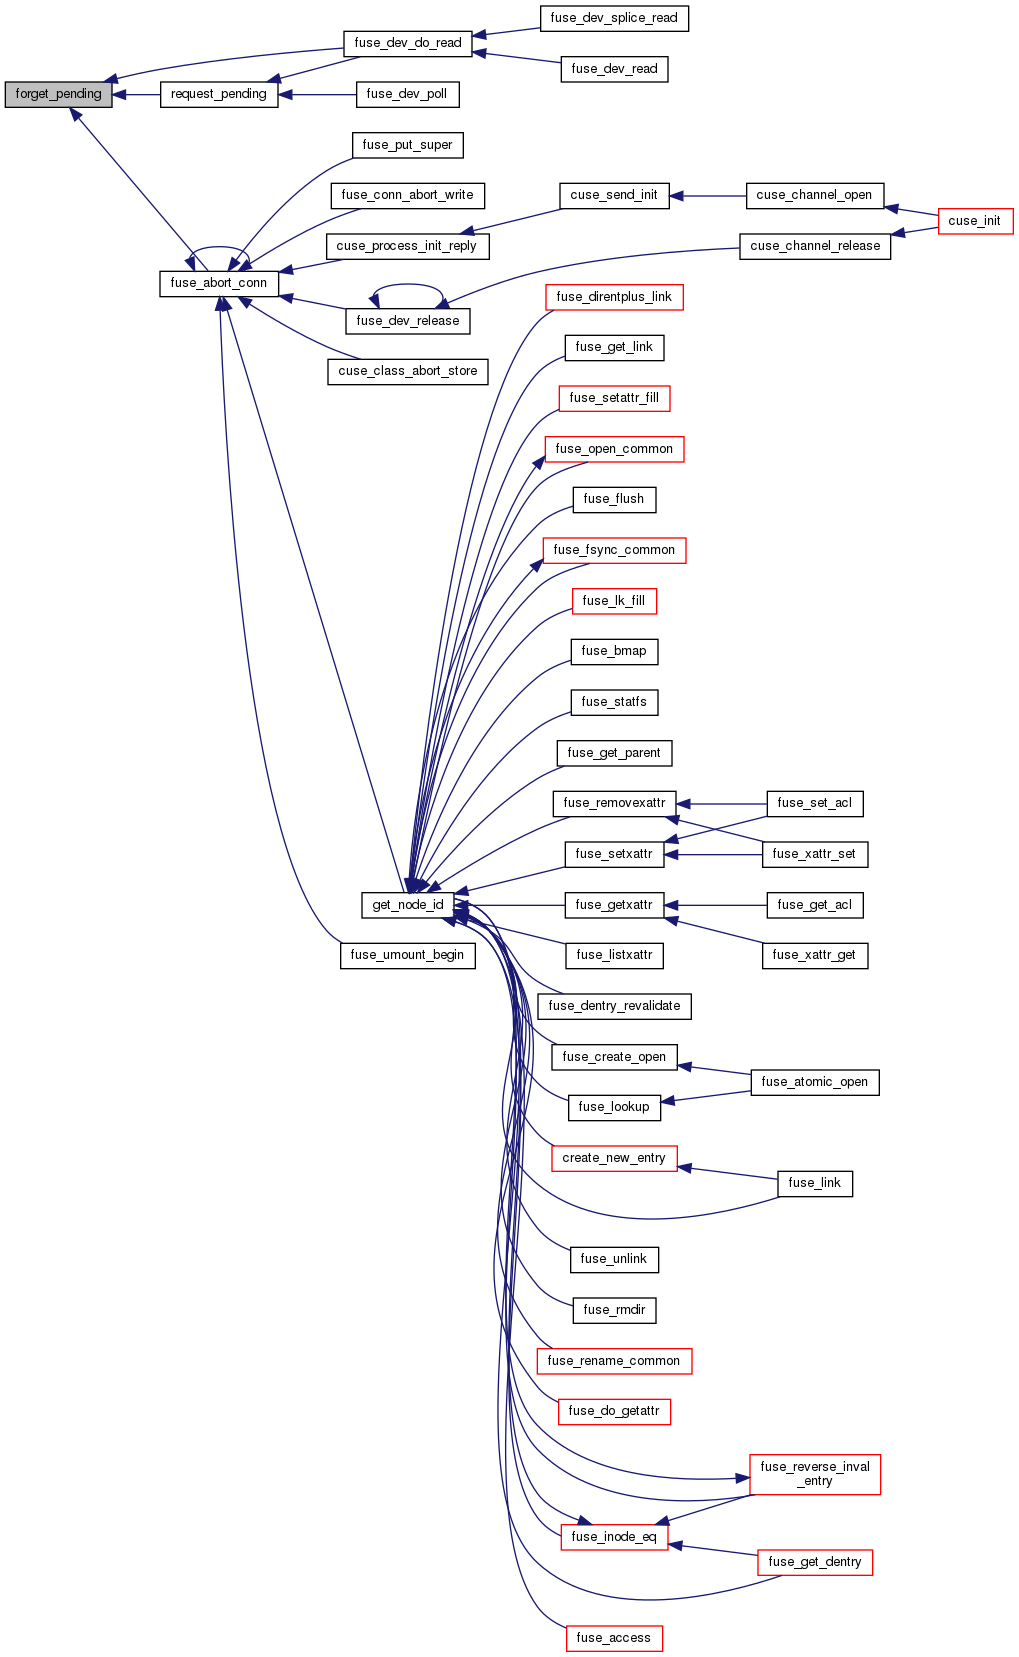 fuse_dev_splice_read
fuse_dev_do_read
fuse_dev_read
forget_pending
request_pending
fuse_dev_poll
fuse_put_super
fuse_conn_abort_write
cuse_send_init
cuse_channel_open
cuse_init
cuse_process_init_reply
cuse_channel_release
fuse_abort_conn
fuse_direntplus_link
fuse_dev_release
fuse_get_link
cuse_class_abort_store
fuse_setattr_fill
fuse_open_common
fuse_flush
fuse_fsync_common
fuse_lk_fill
fuse_bmap
fuse_statfs
fuse_get_parent
fuse_removexattr
fuse_set_acl
fuse_setxattr
fuse_xattr_set
get_node_id
fuse_getxattr
fuse_get_acl
fuse_umount_begin
fuse_listxattr
fuse_xattr_get
fuse_dentry_revalidate
fuse_create_open
fuse_atomic_open
fuse_lookup
create_new_entry
fuse_link
fuse_unlink
fuse_rmdir
fuse_rename_common
fuse_do_getattr
fuse_reverse_inval
_entry
fuse_inode_eq
fuse_get_dentry
fuse_access